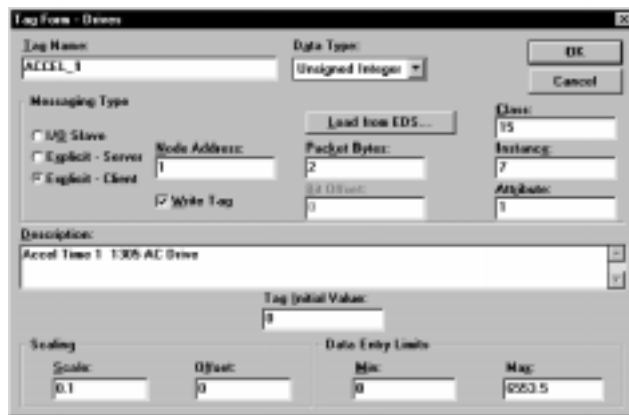 Tag Form - Drives
Tag Name:
ACCEL_1
Data Type:
Unsigned Integer
OK
Cancel
Messaging Type
I/O Slave
Explicit - Server
Explicit - Client
Node Address:
1
Write Tag
Load from EDS...
Packet Bytes:
2
Bit Offset:
0
Class:
15
Instance:
7
Attribute:
1
Description:
Accel Time 1 1305 AC Drive
Tag Initial Value:
0
Scaling
Scale:
0.1
Offset:
0
Data Entry Limits
Min:
0
Max:
6553.5